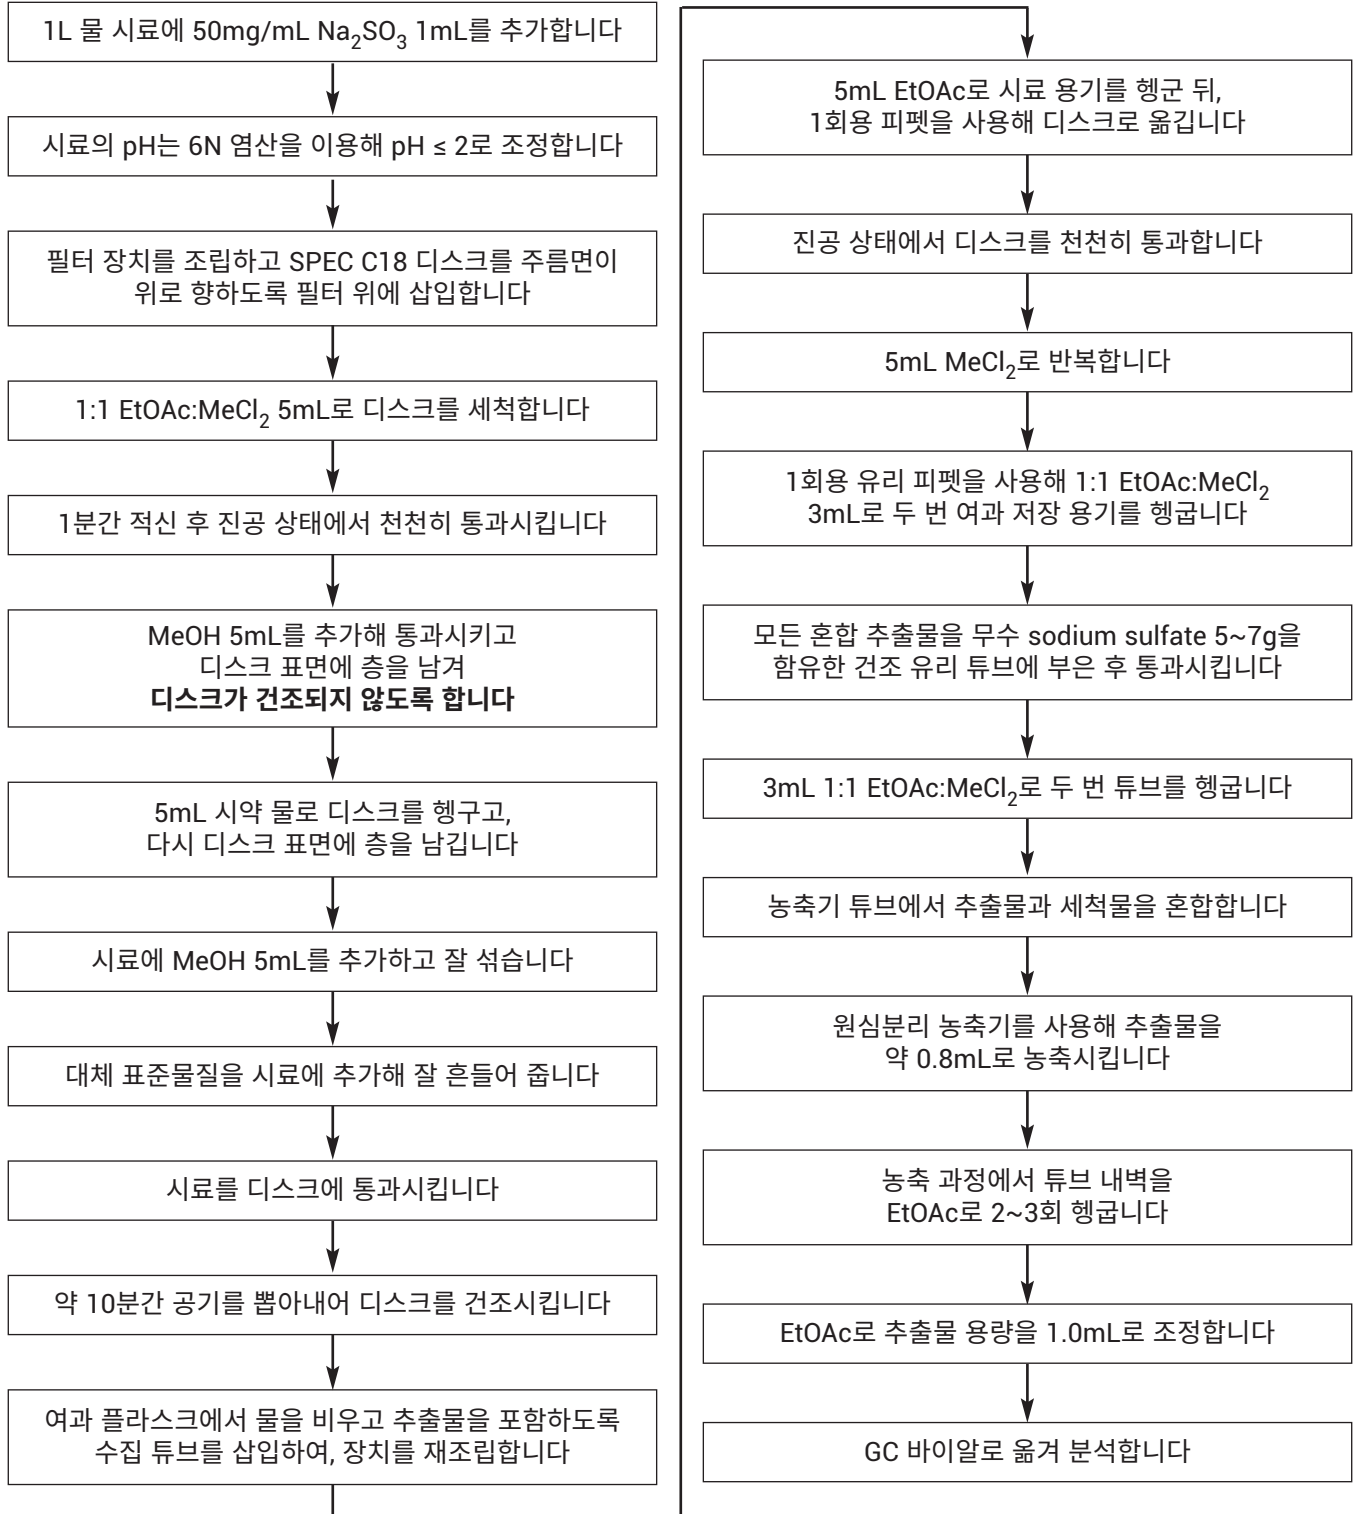 1L 물 시료에 50mg/mL Na₂SO₃ 1mL를 추가합니다
시료의 pH는 6N 염산을 이용해 pH ≤ 2로 조정합니다
필터 장치를 조립하고 SPEC C18 디스크를 주름면이
위로 향하도록 필터 위에 삽입합니다
1:1 EtOAc:MeCl₂ 5mL로 디스크를 세척합니다
1분간 적신 후 진공 상태에서 천천히 통과시킵니다
MeOH 5mL를 추가해 통과시키고
디스크 표면에 층을 남겨
디스크가 건조되지 않도록 합니다
5mL 시약 물로 디스크를 헹구고,
다시 디스크 표면에 층을 남깁니다
시료에 MeOH 5mL를 추가하고 잘 섞습니다
대체 표준물질을 시료에 추가해 잘 흔들어 줍니다
시료를 디스크에 통과시킵니다
약 10분간 공기를 뽑아내어 디스크를 건조시킵니다
여과 플라스크에서 물을 비우고 추출물을 포함하도록
수집 튜브를 삽입하여, 장치를 재조립합니다
5mL EtOAc로 시료 용기를 헹군 뒤,
1회용 피펫을 사용해 디스크로 옮깁니다
진공 상태에서 디스크를 천천히 통과합니다
5mL MeCl₂로 반복합니다
1회용 유리 피펫을 사용해 1:1 EtOAc:MeCl₂
3mL로 두 번 여과 저장 용기를 헹굽니다
모든 혼합 추출물을 무수 sodium sulfate 5~7g을
함유한 건조 유리 튜브에 부은 후 통과시킵니다
3mL 1:1 EtOAc:MeCl₂로 두 번 튜브를 헹굽니다
농축기 튜브에서 추출물과 세척물을 혼합합니다
원심분리 농축기를 사용해 추출물을
약 0.8mL로 농축시킵니다
농축 과정에서 튜브 내벽을
EtOAc로 2~3회 헹굽니다
EtOAc로 추출물 용량을 1.0mL로 조정합니다
GC 바이알로 옮겨 분석합니다